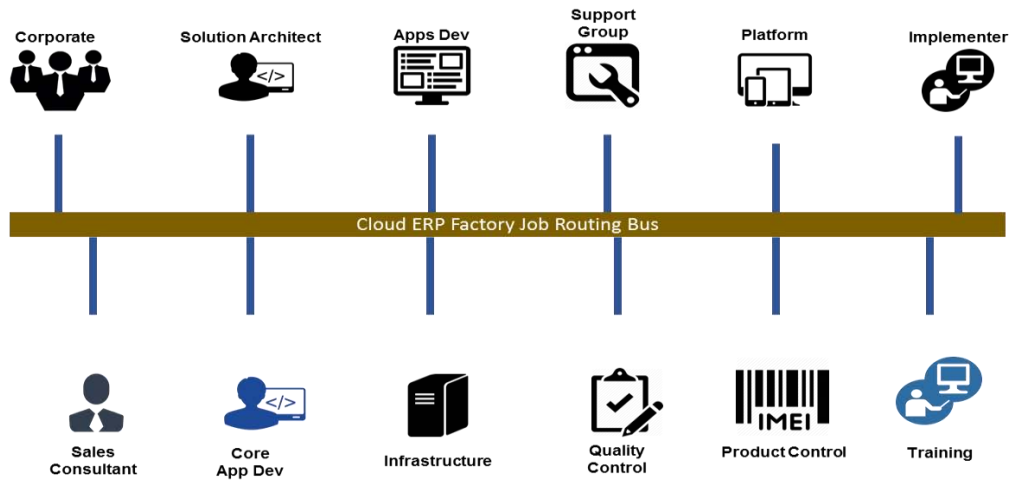 Corporate
Solution Architect
Apps Dev
Support
Group
Platform
Implementer
</>
Cloud ERP Factory Job Routing Bus
</>
IMEI
Sales
Consultant
Core
App Dev
Infrastructure
Quality
Control
Product Control
Training